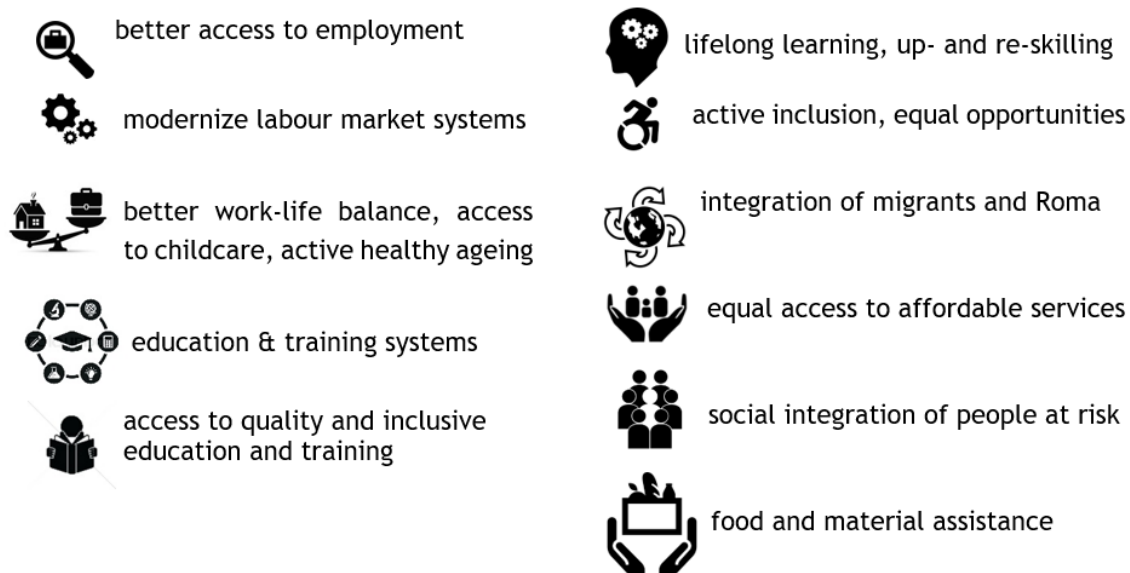 better access to employment
modernize labour market systems
better work-life balance, access
to childcare, active healthy ageing
education & training systems
access to quality and inclusive
education and training
lifelong learning, up- and re-skilling
active inclusion, equal opportunities
integration of migrants and Roma
equal access to affordable services
social integration of people at risk
food and material assistance